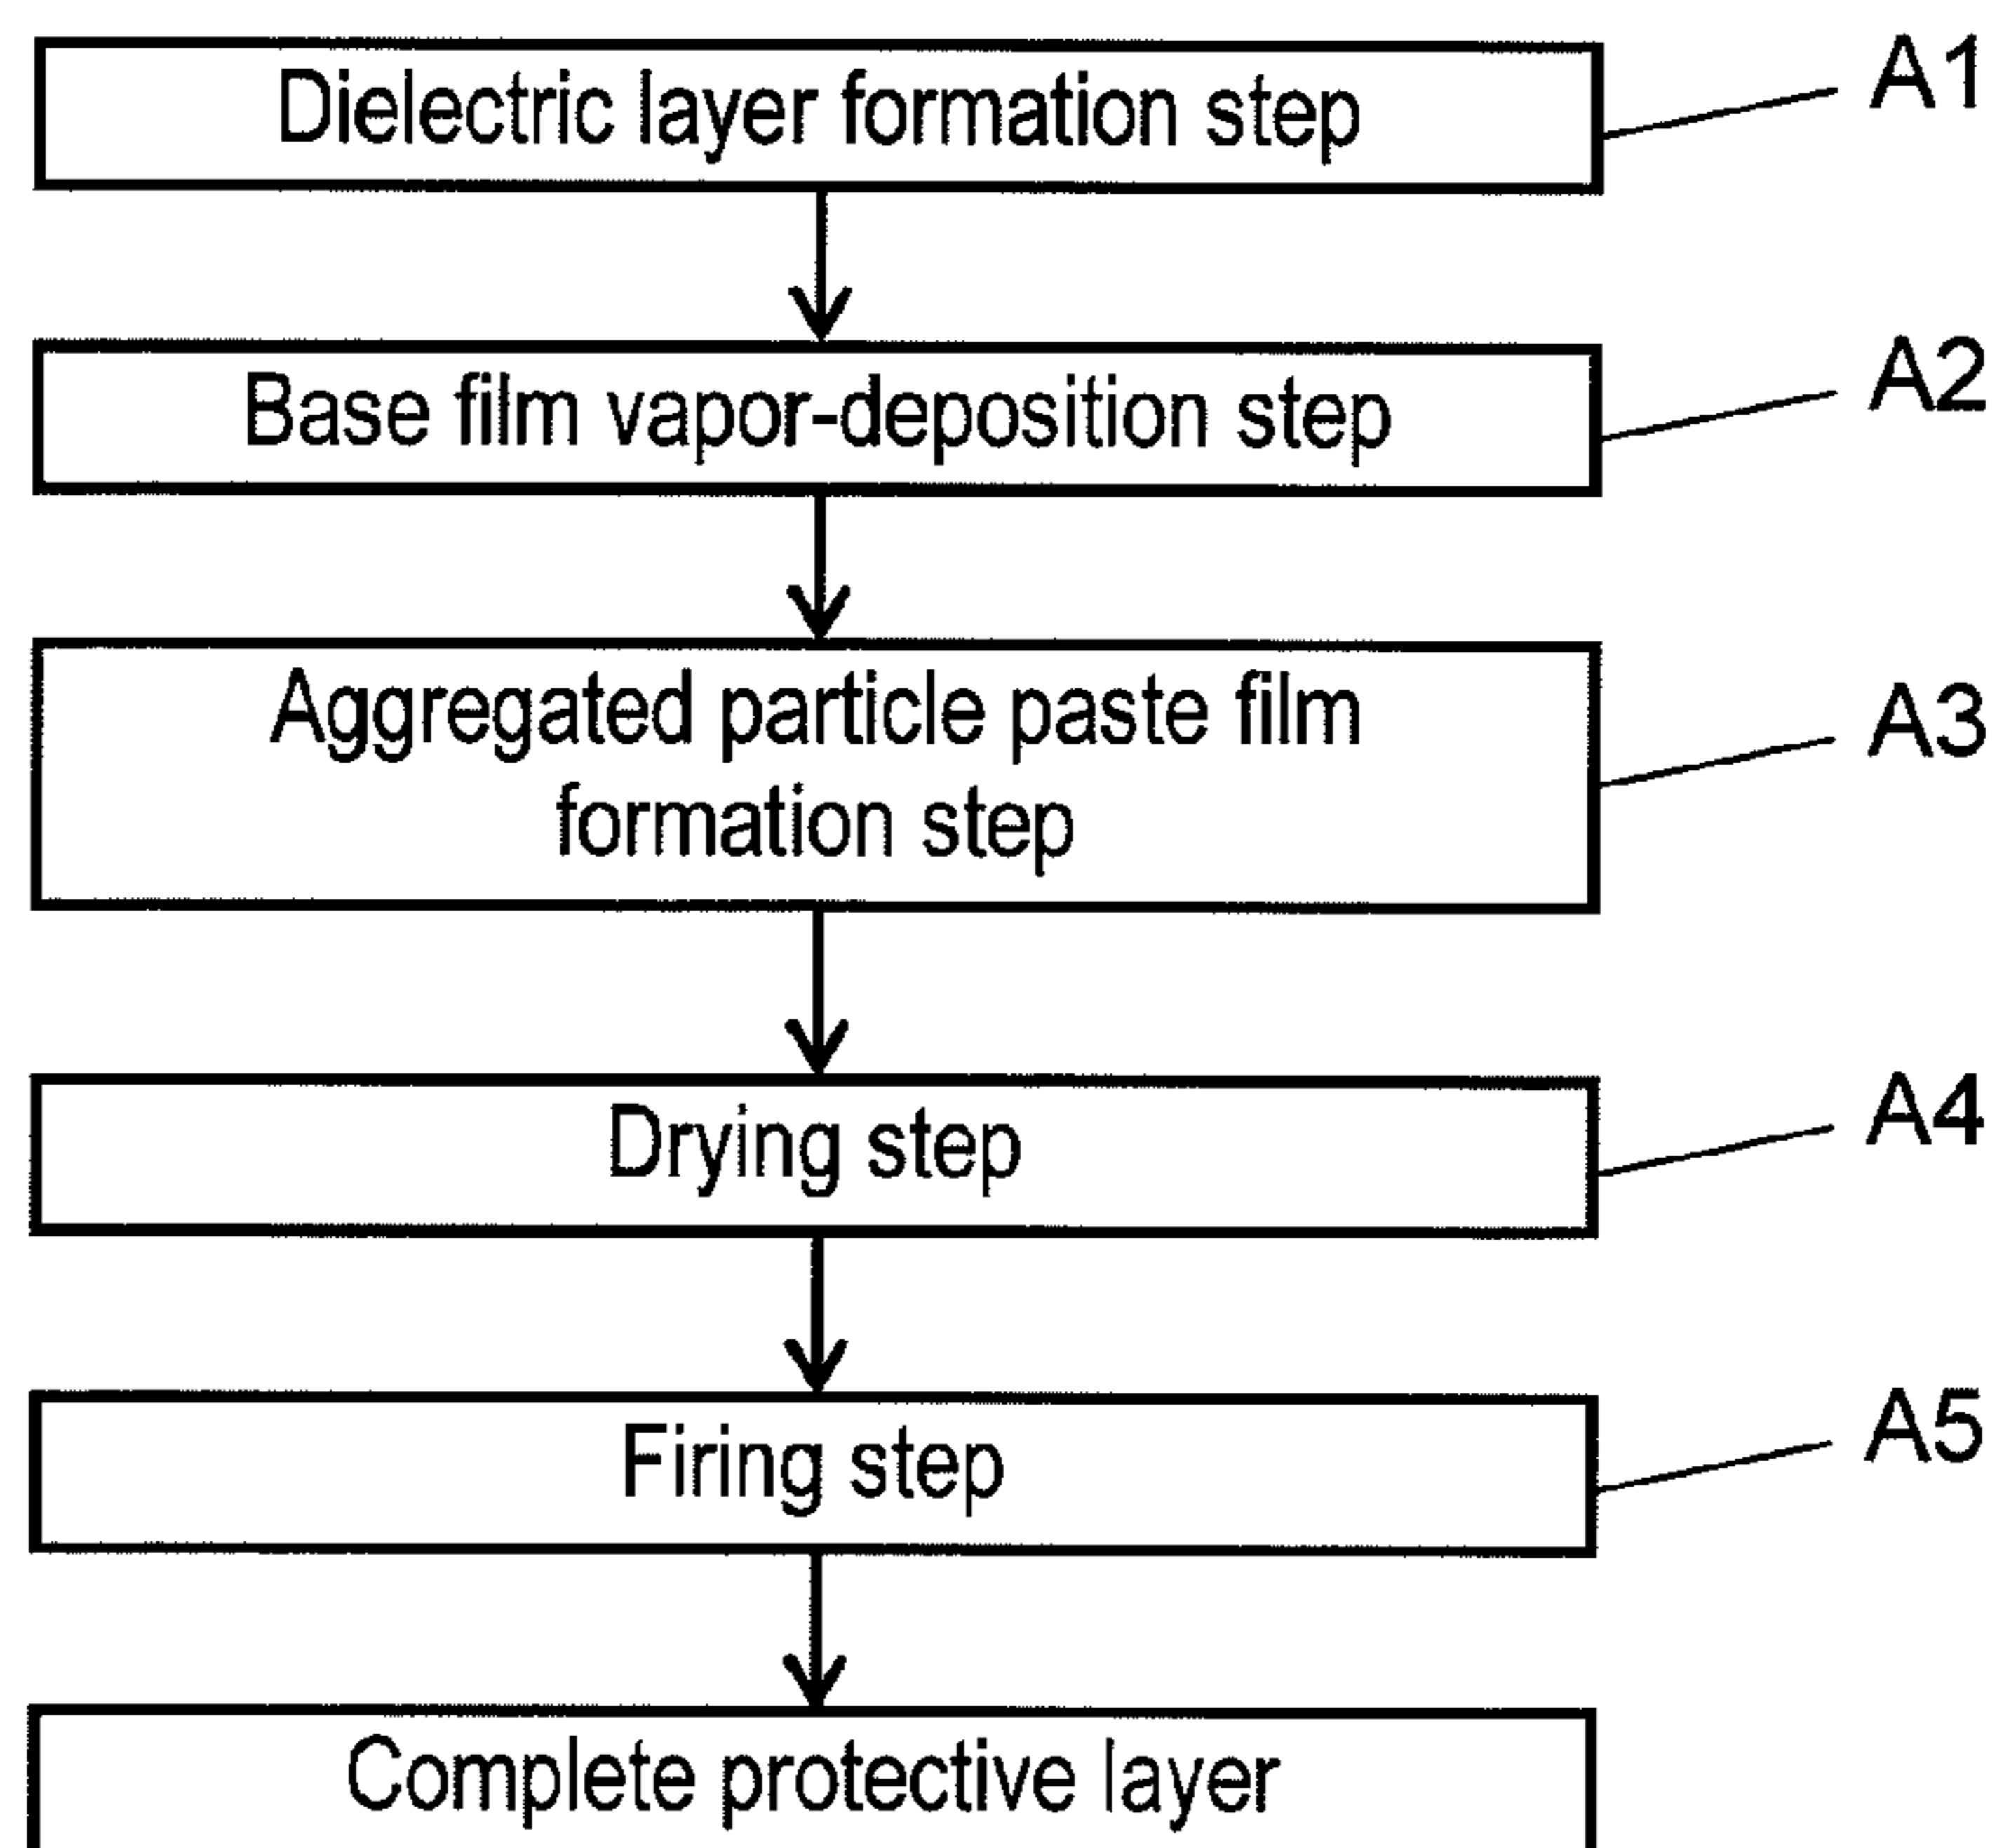 Dielectric layer formation step
A1
Base film vapor-deposition step
A2
Aggregated particle paste film
formation step
A3
Drying step
A4
Firing step
A5
Complete protective layer